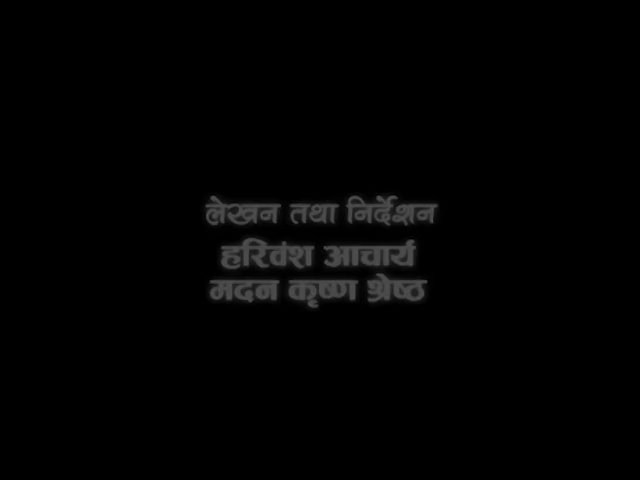 लेखन तथा निर्देशन
हरिवंश आचार्य
मदन कृष्ण श्रेष्ठ